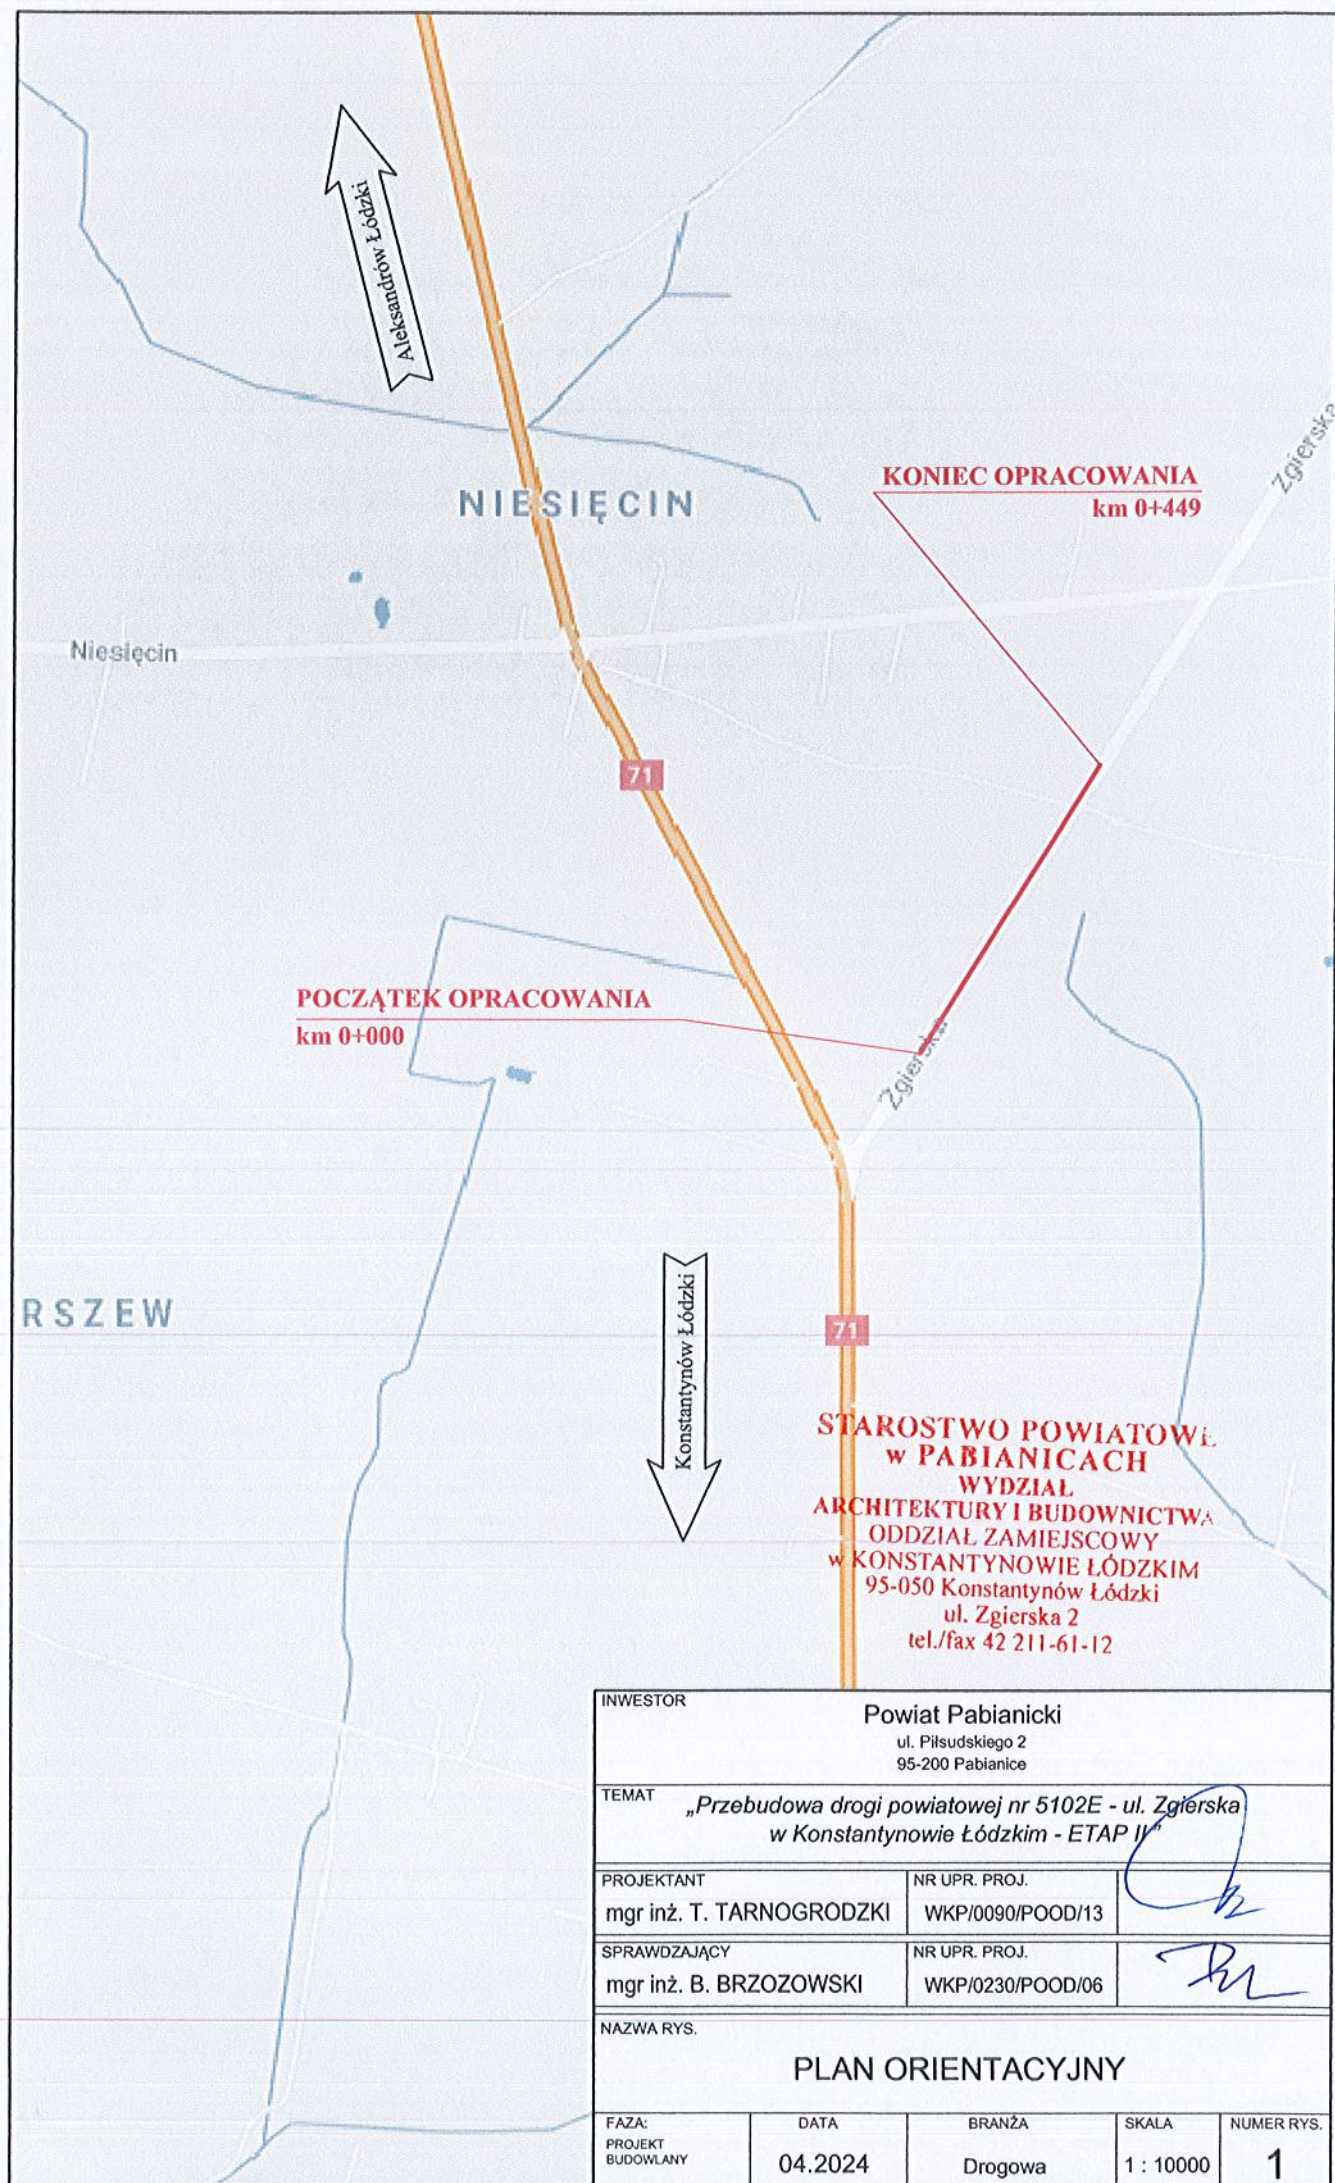 Aleksandrów Łódzki
Zgierska
KONIEC OPRACOWANIA
km 0+449
NIESIĘCIN
Niesięcin
71
POCZĄTEK OPRACOWANIA
km 0+000
Zgierska
RSZEW
Konstantynów Łódzki
71
STAROSTWO POWIATOWE
w PABIANICACH
WYDZIAŁ
ARCHITEKTURY I BUDOWNICTWA
ODDZIAŁ ZAMIEJSCOWY
w KONSTANTYNOWIE ŁÓDZKIM
95-050 Konstantynów Łódzki
ul. Zgierska 2
tel./fax 42 211-61-12
INWESTOR
Powiat Pabianicki
ul. Piłsudskiego 2
95-200 Pabianice
TEMAT
„Przebudowa drogi powiatowej nr 5102E - ul. Zgierska
w Konstantynowie Łódzkim - ETAP II"
PROJEKTANT
mgr inż. T. TARNOGRODZKI
NR UPR. PROJ.
WKP/0090/POOD/13
SPRAWDZAJĄCY
mgr inż. B. BRZOZOWSKI
NR UPR. PROJ.
WKP/0230/POOD/06
NAZWA RYS.
PLAN ORIENTACYJNY
FAZA:
PROJEKT
BUDOWLANY
DATA
04.2024
BRANŻA
Drogowa
SKALA
1 : 10000
NUMER RYS.
1